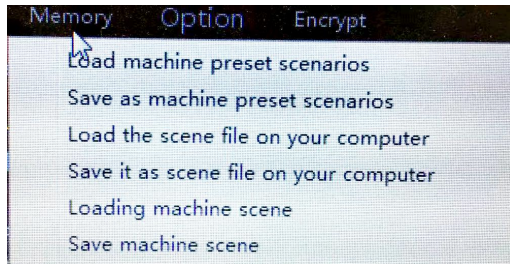 Memory Option Encrypt
Load machine preset scenarios
Save as machine preset scenarios
Load the scene file on your computer
Save it as scene file on your computer
Loading machine scene
Save machine scene